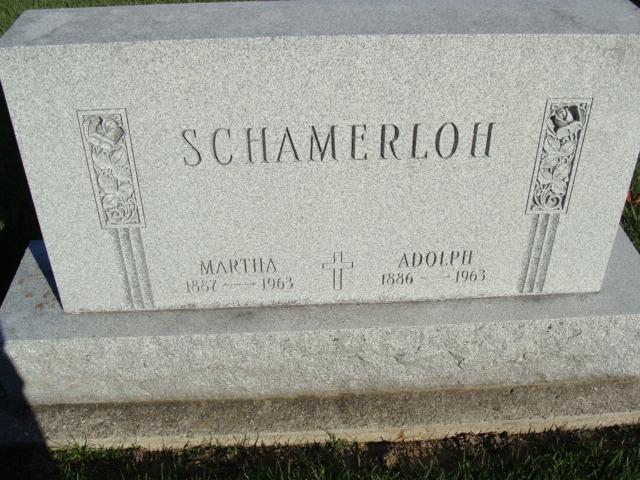 SCHAMERLOH
MARTHA ADOLPH
1887 — 1963 1886 — 1963